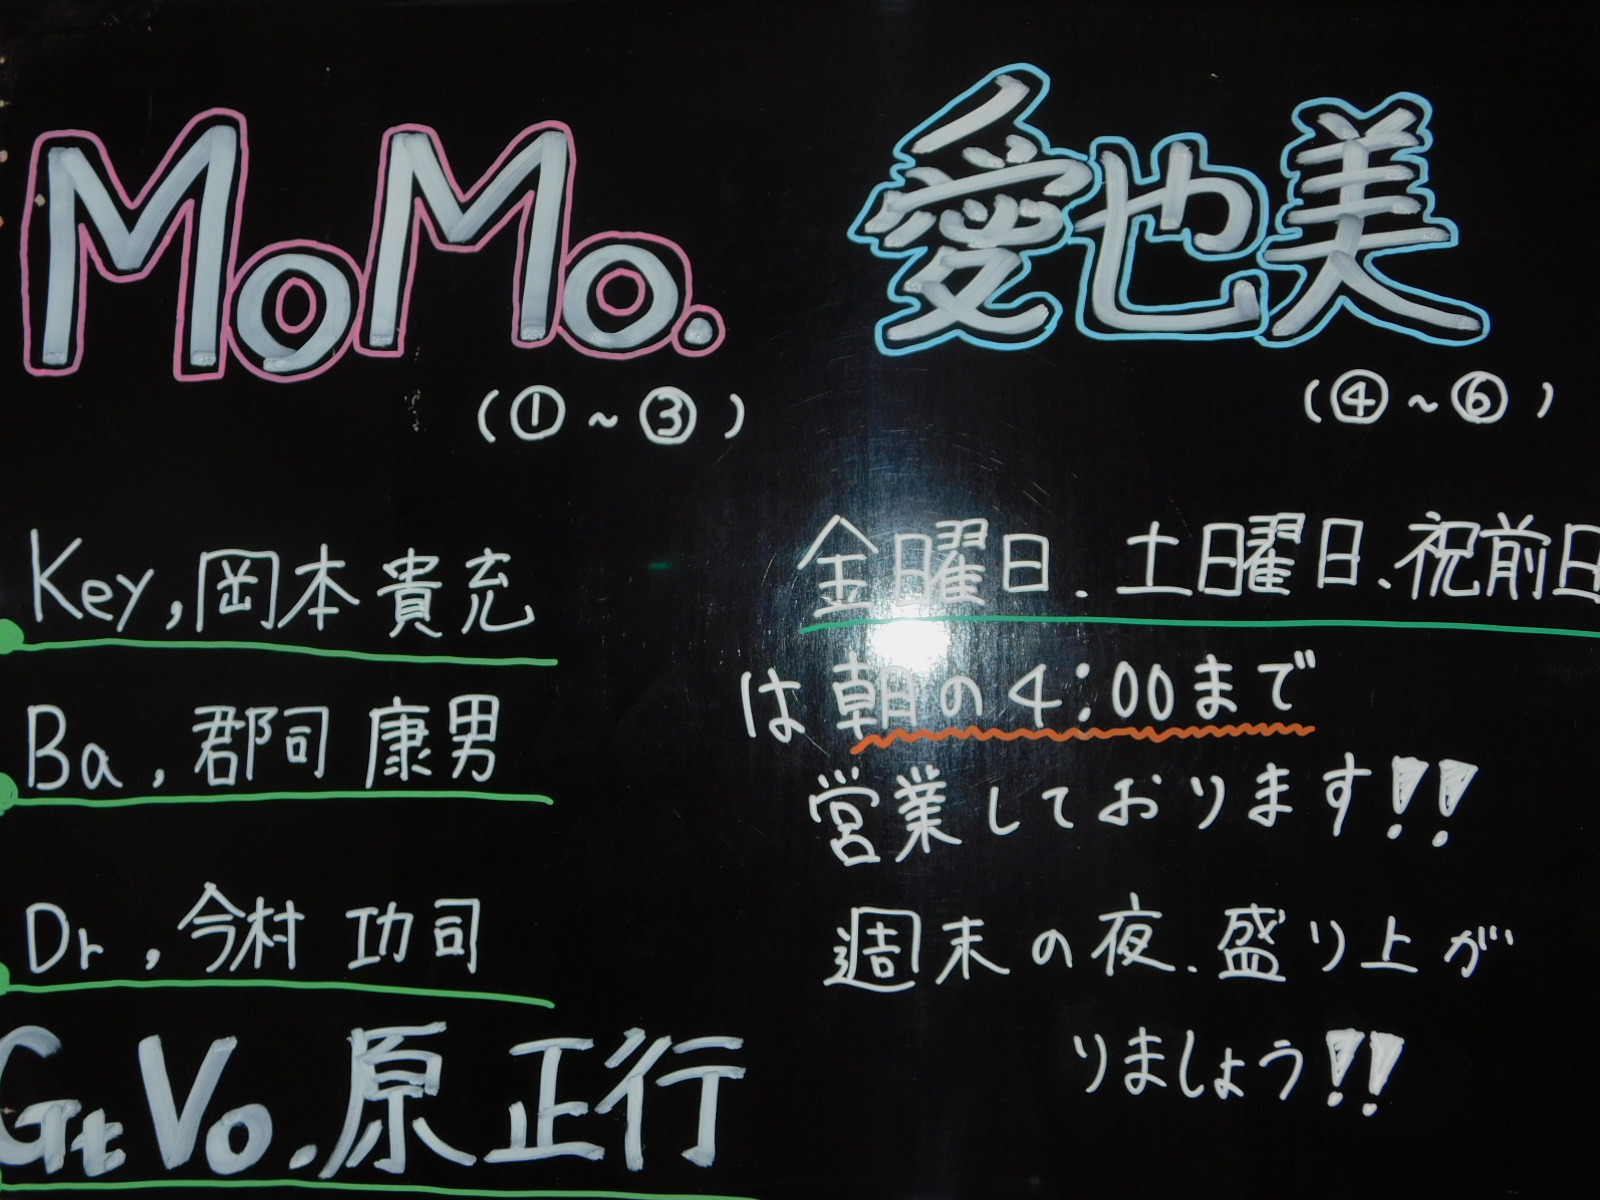 MoMo.
(①~③)
愛也美
(④~⑥)
Key,岡本 貴充
Ba,郡司 康男
Dr,今村 功司
Gt Vo.原 正行
金曜日.土曜日、祝前日
は朝の4:00まで
営業しております!!
週末の夜.盛り上が
りましょう!!